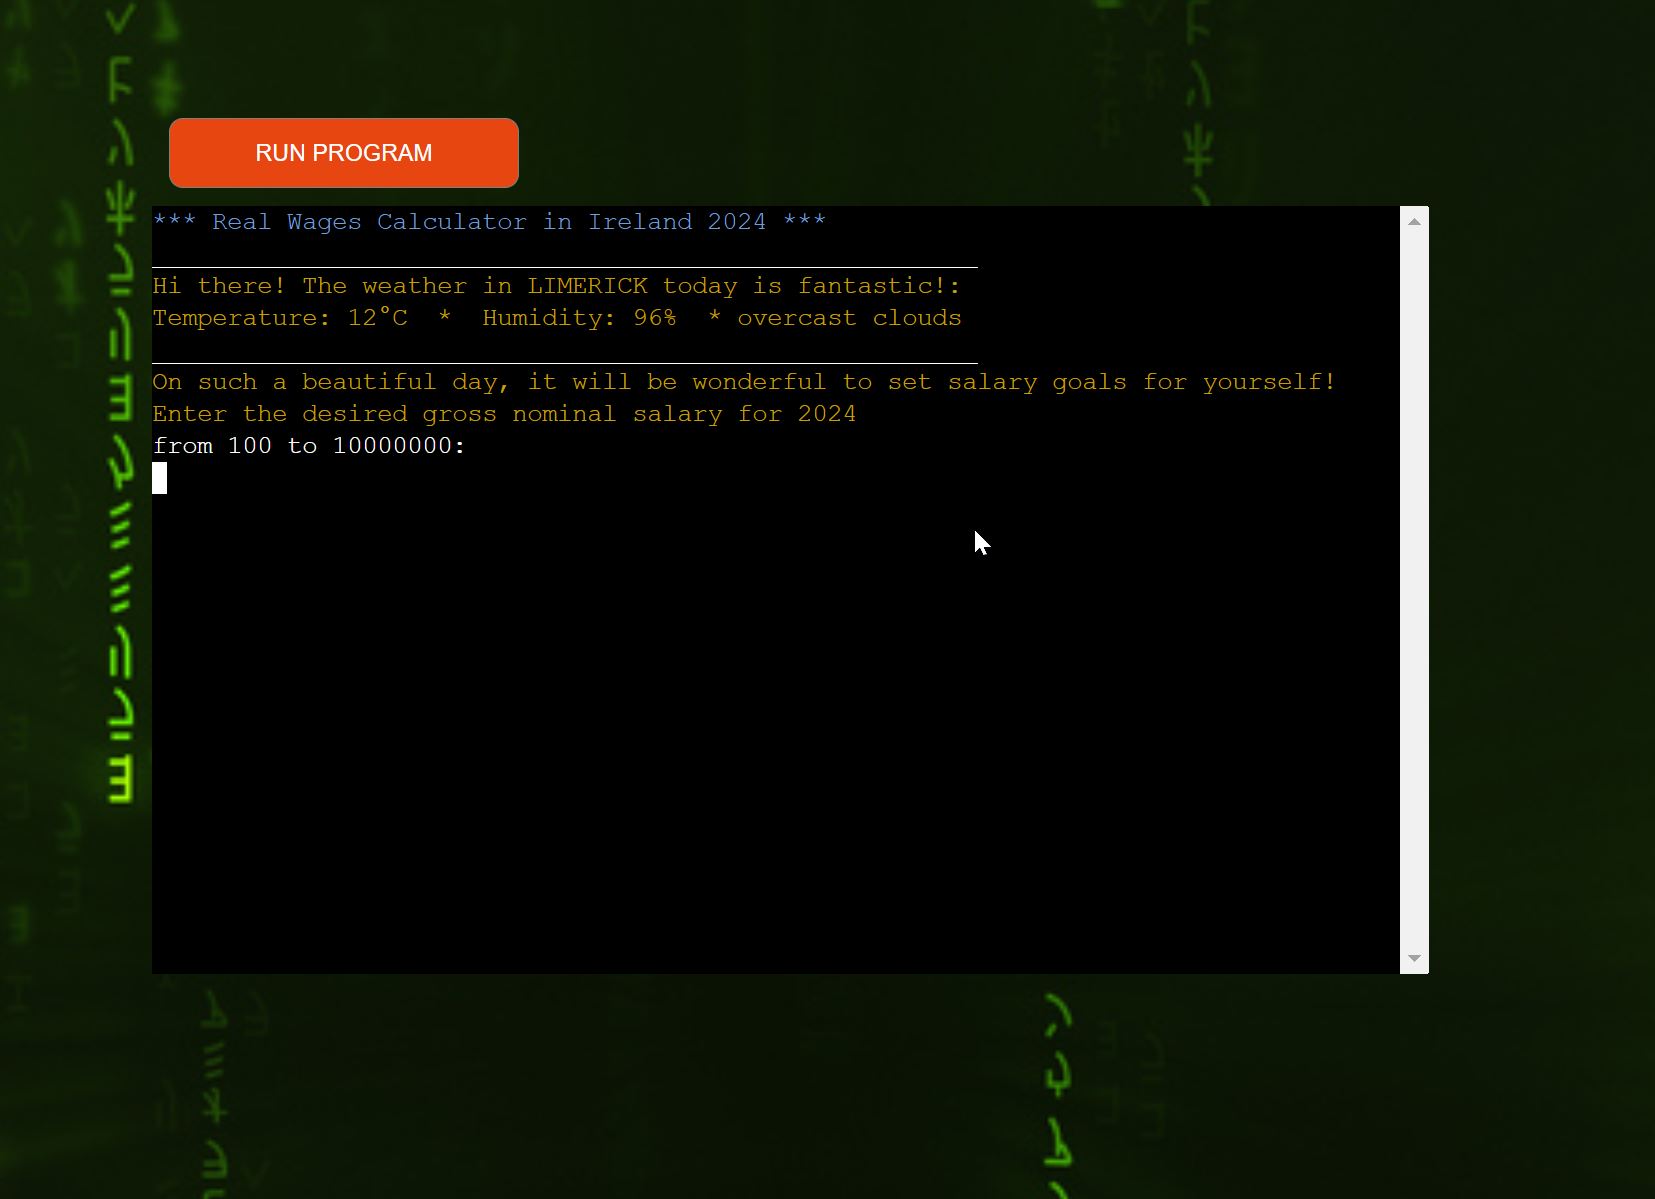 RUN PROGRAM
*** Real Wages Calculator in Ireland 2024 ***
Hi there! The weather in LIMERICK today is fantastic!:
Temperature: 12°C * Humidity: 96% * overcast clouds
On such a beautiful day, it will be wonderful to set salary goals for yourself!
Enter the desired gross nominal salary for 2024
from 100 to 10000000: